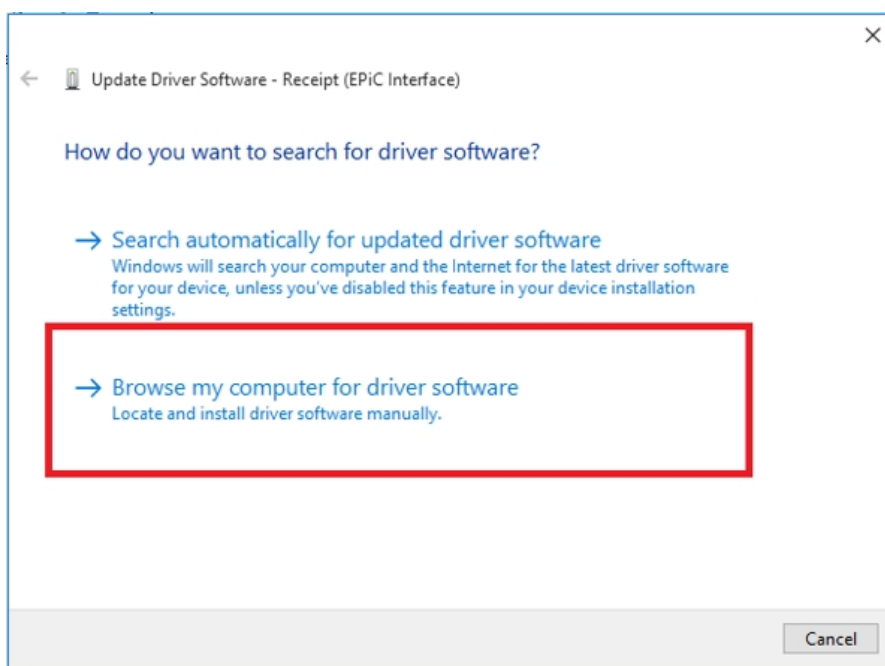 Update Driver Software - Receipt (EPiC Interface)
How do you want to search for driver software?
Search automatically for updated driver software
Windows will search your computer and the Internet for the latest driver software
for your device, unless you've disabled this feature in your device installation
settings.
Browse my computer for driver software
Locate and install driver software manually.
Cancel